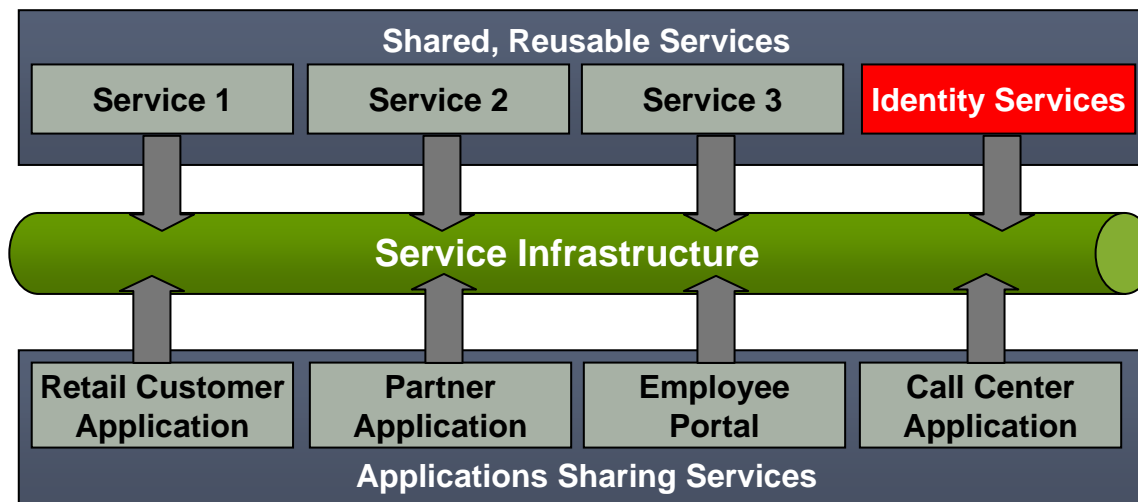 Shared, Reusable Services
Service 1
Service 2
Service 3
Identity Services
Service Infrastructure
Retail Customer
Application
Partner
Application
Employee
Portal
Call Center
Application
Applications Sharing Services